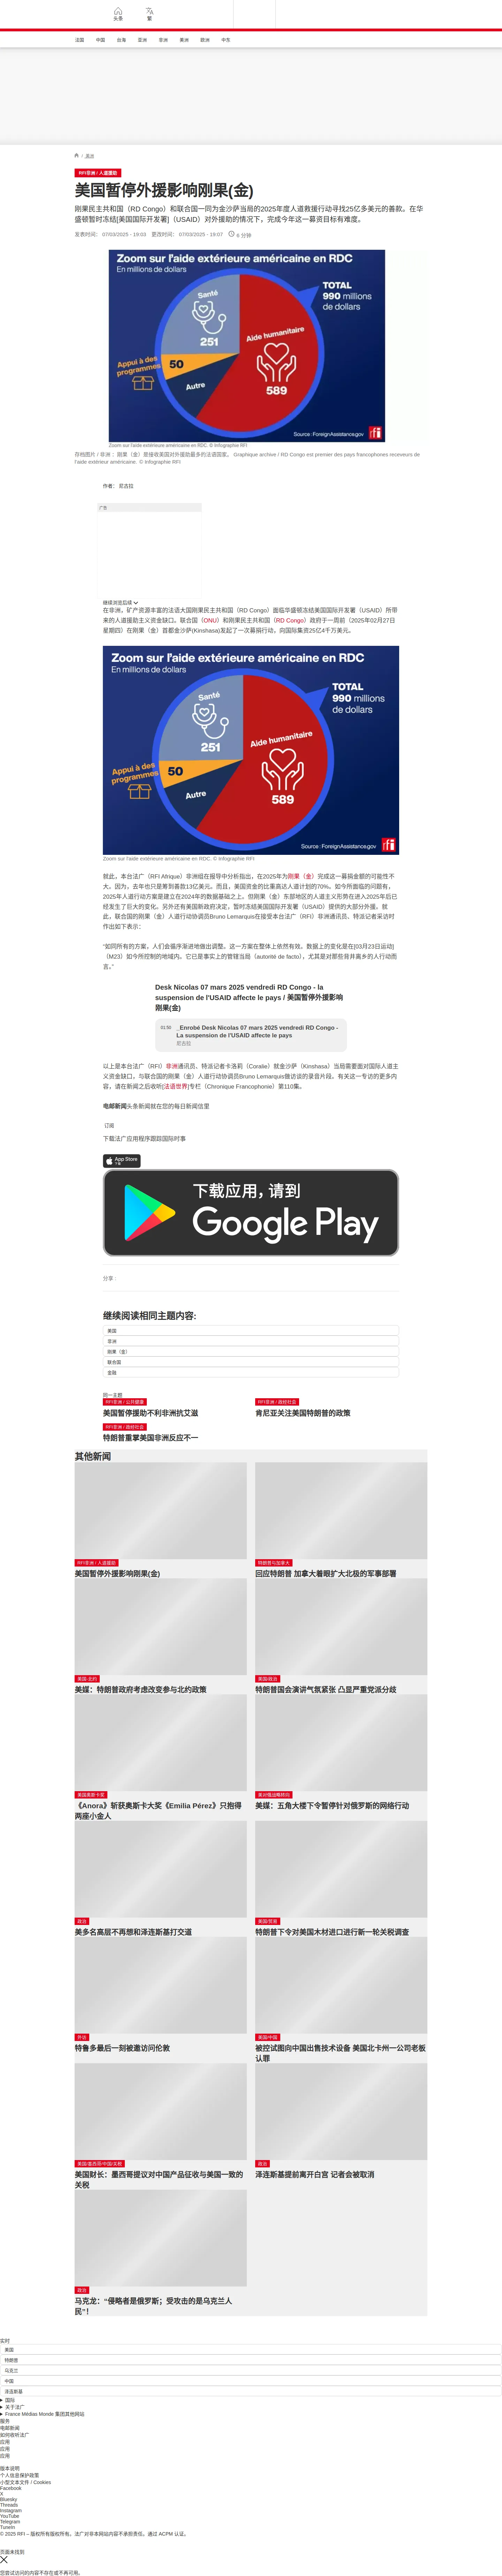 头条
繁
法国
中国
台海
亚洲
非洲
美洲
欧洲
中东
/ 非洲
RFI非洲 / 人道援助
美国暂停外援影响刚果(金)
刚果民主共和国（RD Congo）和联合国一同为金沙萨当局的2025年度人道救援行动寻找25亿多美元的善款。在华盛顿暂时冻结[美国国际开发署]（USAID）对外援助的情况下，完成今年这一募资目标有难度。
发表时间： 07/03/2025 - 19:03 更改时间： 07/03/2025 - 19:07 4 分钟
Zoom sur l'aide extérieure américaine en RDC
En millions de dollars
TOTAL
990 millions de dollars
Santé
251
Aide humanitaire
Appui à des programmes
50
Autre
589
Source : ForeignAssistance.gov
rfi
Zoom sur l'aide extérieure américaine en RDC. © Infographie RFI
存档图片 / 非洲 ：刚果（金）是接收美国对外援助最多的法语国家。 Graphique archive / RD Congo est premier des pays francophones receveurs de l'aide extérieur américaine. © Infographie RFI
作者： 尼古拉
广告
继续浏览后续
在非洲，矿产资源丰富的法语大国刚果民主共和国（RD Congo）面临华盛顿冻结美国国际开发署（USAID）所带来的人道援助主义资金缺口。联合国（ONU）和刚果民主共和国（RD Congo）政府于一周前（2025年02月27日星期四）在刚果（金）首都金沙萨(Kinshasa)发起了一次募捐行动，向国际集资25亿4千万美元。
Zoom sur l'aide extérieure américaine en RDC
En millions de dollars
TOTAL
990 millions de dollars
Santé
251
Aide humanitaire
Appui à des programmes
50
Autre
589
Source : ForeignAssistance.gov
rfi
Zoom sur l'aide extérieure américaine en RDC. © Infographie RFI
就此，本台法广（RFI Afrique）非洲组在报导中分析指出，在2025年为刚果（金）完成这一募捐金额的可能性不大。因为，去年也只是筹到善款13亿美元。而且，美国资金的比重高达人道计划的70%。如今所面临的问题有，2025年人道行动方案是建立在2024年的数据基础之上，但刚果（金）东部地区的人道主义形势在进入2025年后已经发生了巨大的变化。另外还有美国新政府决定，暂时冻结美国国际开发署（USAID）提供的大部分外援。就此，联合国的刚果（金）人道行动协调员Bruno Lemarquis在接受本台法广（RFI）非洲通讯员、特派记者采访时作出如下表示：
“如同所有的方案，人们会循序渐进地做出调整。这一方案在整体上依然有效。数据上的变化是在[03月23日运动]（M23）如今所控制的地域内。它已是事实上的管辖当局（autorité de facto），尤其是对那些背井离乡的人行动而言。”
Desk Nicolas 07 mars 2025 vendredi RD Congo - la suspension de l'USAID affecte le pays / 美国暂停外援影响刚果(金)
01:50 _Enrobé Desk Nicolas 07 mars 2025 vendredi RD Congo - La suspension de l'USAID affecte le pays
尼古拉
以上是本台法广（RFI）非洲通讯员、特派记者卡洛莉（Coralie）就金沙萨（Kinshasa）当局需要面对国际人道主义资金缺口，与联合国的刚果（金）人道行动协调员Bruno Lemarquis做访谈的录音片段。有关这一专访的更多内容，请在新闻之后收听[法语世界]专栏（Chronique Francophonie）第110集。
电邮新闻头条新闻就在您的每日新闻信里
订阅
下载法广应用程序跟踪国际时事
App Store
下载应用，请到
Google Play
分享 :
继续阅读相同主题内容:
美国
非洲
刚果（金）
联合国
金融
同一主题
RFI非洲 / 公共健康
美国暂停援助不利非洲抗艾滋
RFI非洲 / 政经社会
肯尼亚关注美国特朗普的政策
RFI非洲 / 政经社会
特朗普重掌美国非洲反应不一
其他新闻
RFI非洲 / 人道援助
美国暂停外援影响刚果(金)
特朗普与加拿大
回应特朗普 加拿大着眼扩大北极的军事部署
美国-北约
美媒：特朗普政府考虑改变参与北约政策
美国/政治
特朗普国会演讲气氛紧张 凸显严重党派分歧
美国奥斯卡奖
《Anora》斩获奥斯卡大奖《Emilia Pérez》只抱得两座小金人
美对俄战略转向
美媒：五角大楼下令暂停针对俄罗斯的网络行动
政治
美多名高层不再想和泽连斯基打交道
美国/贸易
特朗普下令对美国木材进口进行新一轮关税调查
外访
特鲁多最后一刻被邀访问伦敦
美国/中国
被控试图向中国出售技术设备 美国北卡州一公司老板认罪
美国/墨西哥/中国/关税
美国财长：墨西哥提议对中国产品征收与美国一致的关税
政治
泽连斯基提前离开白宫 记者会被取消
政治
马克龙：“侵略者是俄罗斯；受攻击的是乌克兰人民”！
实时
美国
特朗普
马克兰
中国
泽连斯基
国际
关于法广
France Médias Monde 集团其他网站
服务
电邮新闻
如何收听法广
应用
应用
应用
版本说明
个人信息保护政策
小型文本文件 / Cookies
Facebook
X
Bluesky
Threads
Instagram
YouTube
Telegram
TuneIn
© 2025 RFI – 版权所有版权所有。法广对非本网站内容不承担责任。通过 ACPM 认证。
页面未找到
您尝试访问的内容不存在或不再可用。